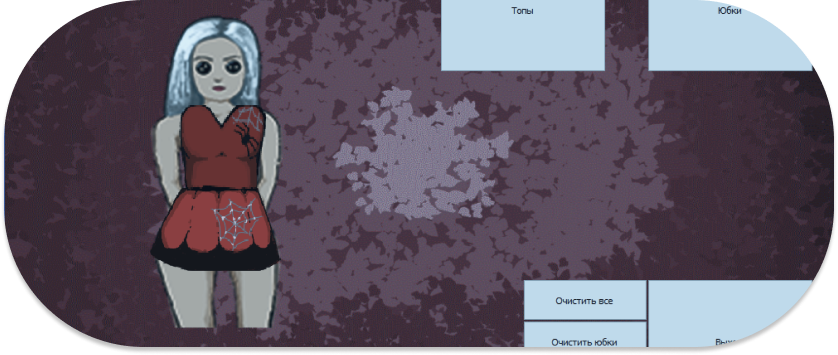 Топы
Юбки
Очистить все
Очистить юбки